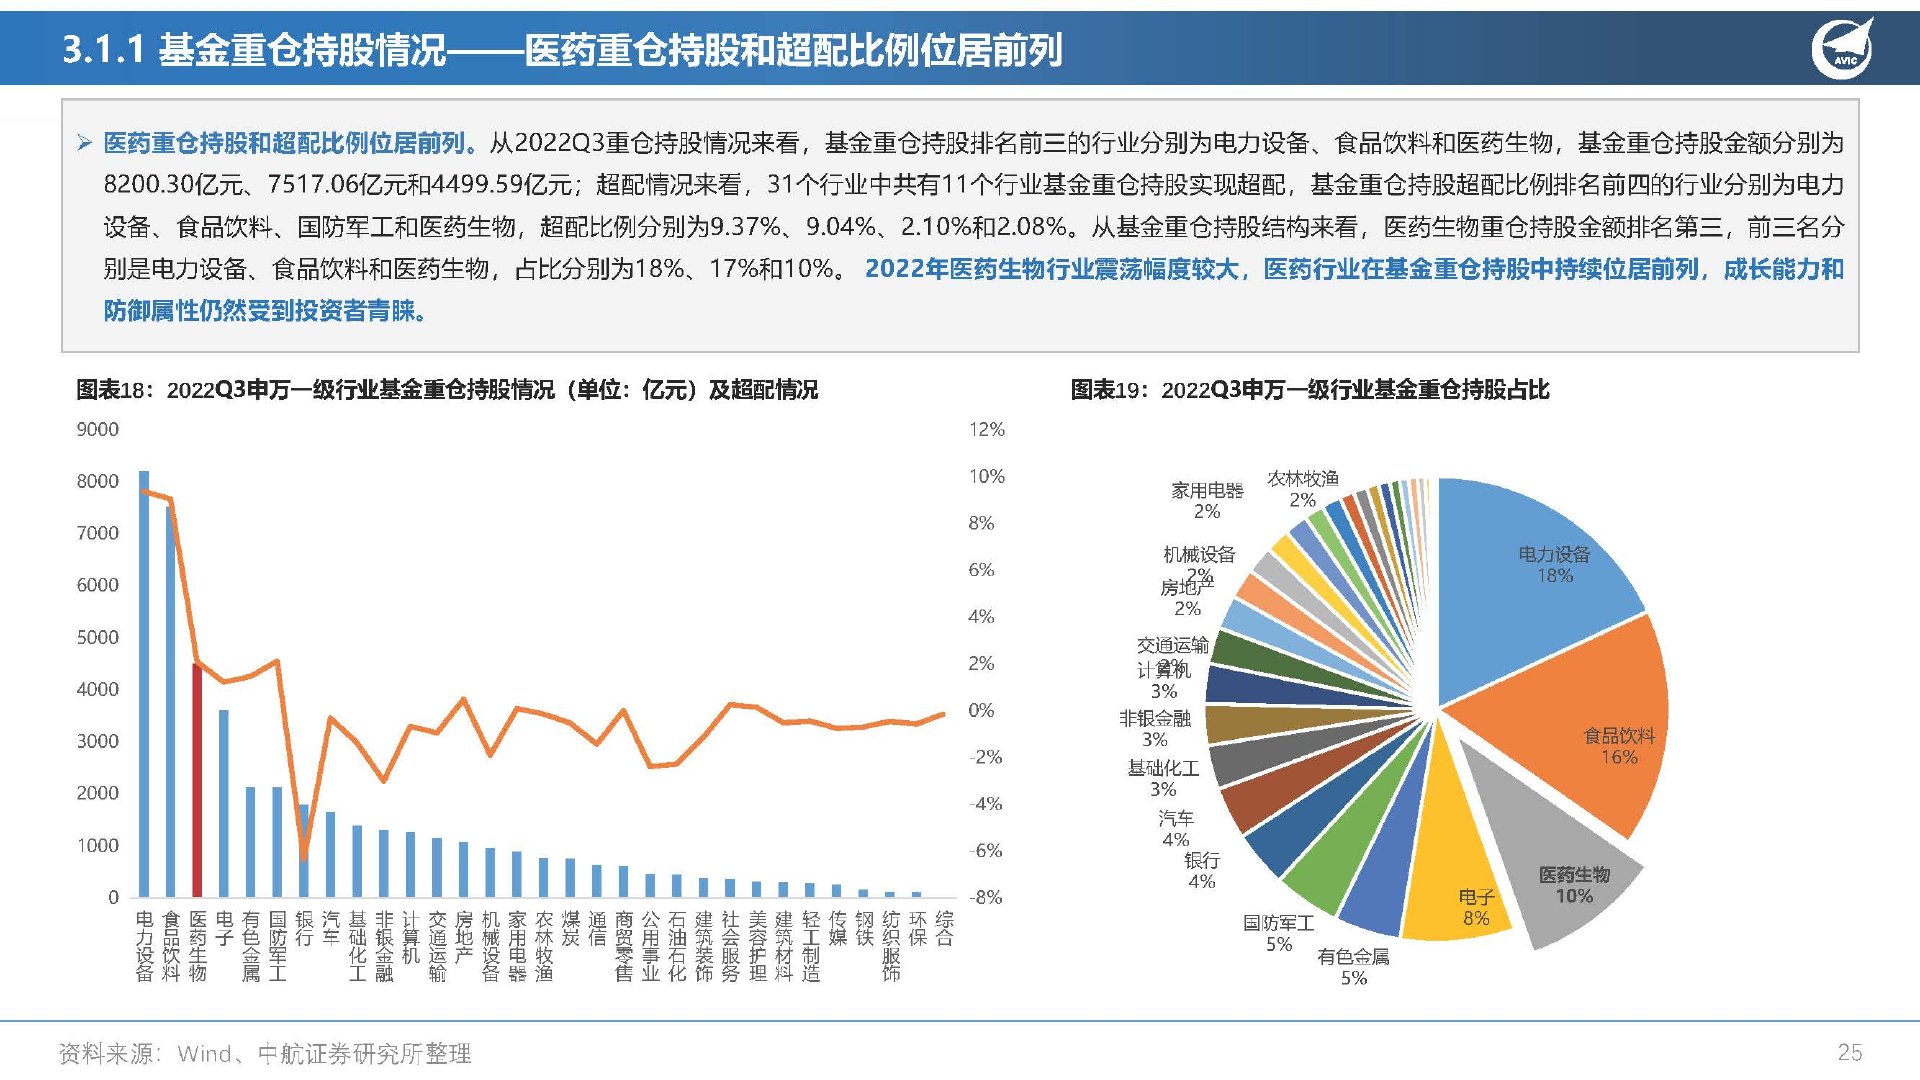 3.1.1 基金重仓持股情况——医药重仓持股和超配比例位居前列
AVIC
➢ 医药重仓持股和超配比例位居前列。从2022Q3重仓持股情况来看，基金重仓持股排名前三的行业分别为电力设备、食品饮料和医药生物，基金重仓持股金额分别为
8200.30亿元、7517.06亿元和4499.59亿元；超配情况来看，31个行业中共有11个行业基金重仓持股实现超配，基金重仓持股超配比例排名前四的行业分别为电力
设备、食品饮料、国防军工和医药生物，超配比例分别为9.37%、9.04%、2.10%和2.08%。从基金重仓持股结构来看，医药生物重仓持股金额排名第三，前三名分
别是电力设备、食品饮料和医药生物，占比分别为18%、17%和10%。 2022年医药生物行业震荡幅度较大，医药行业在基金重仓持股中持续位居前列，成长能力和
防御属性仍然受到投资者青睐。
图表18：2022Q3申万一级行业基金重仓持股情况（单位：亿元）及超配情况
9000
8000
7000
6000
5000
4000
3000
2000
1000
0
12%
10%
8%
6%
4%
2%
0%
-2%
-4%
-6%
-8%
电力设备
食品饮料
医药生物
电子
有色金属
国防军工
银行
汽车
基础化工
非银金融
计算机
交通运输
房地产
机械设备
家用电器
农林牧渔
煤炭
通信
商贸零售
公用事业
石油石化
建筑装饰
社会服务
美容护理
建筑材料
轻工制造
传媒
钢铁
纺织服饰
环保
综合
图表19：2022Q3申万一级行业基金重仓持股占比
电力设备
18%
食品饮料
16%
医药生物
10%
电子
8%
有色金属
5%
国防军工
5%
银行
4%
汽车
4%
基础化工
3%
非银金融
3%
计算机
3%
交通运输
2%
房地产
2%
机械设备
2%
家用电器
2%
农林牧渔
2%
资料来源：Wind、中航证券研究所整理
25